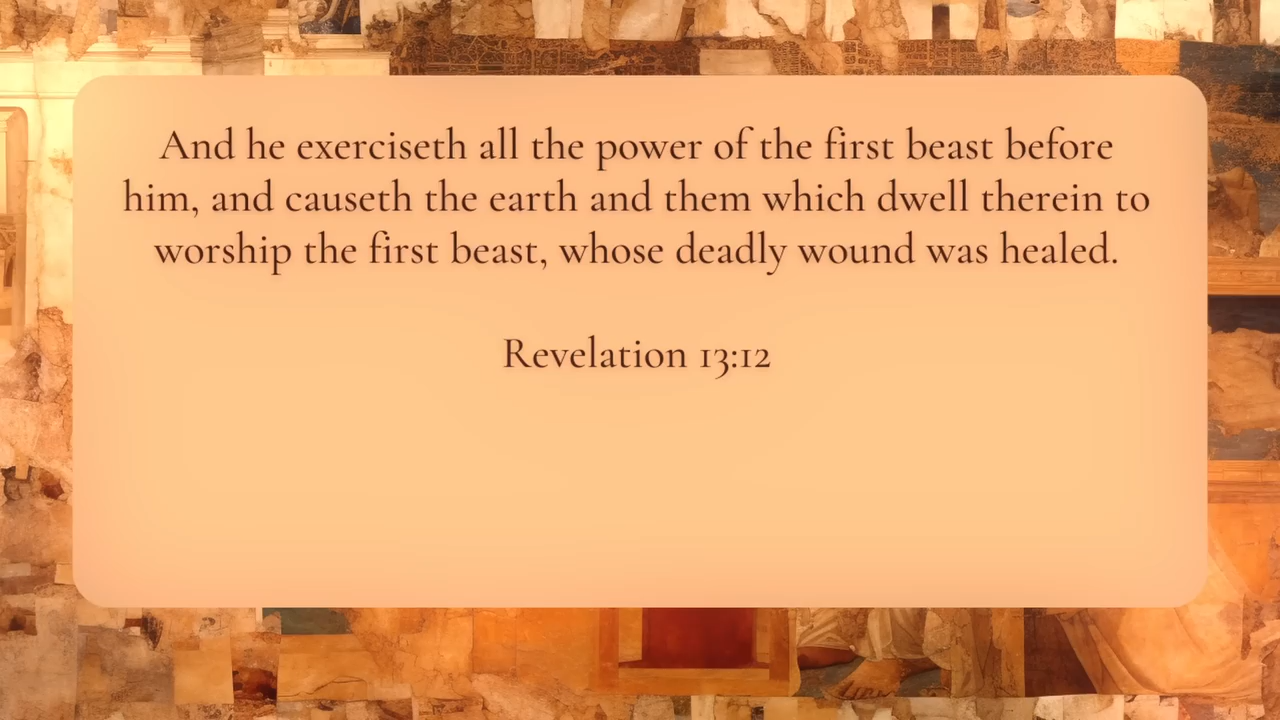 And he exerciseth all the power of the first beast before
him, and causeth the earth and them which dwell therein to
worship the first beast, whose deadly wound was healed.
Revelation 13:12